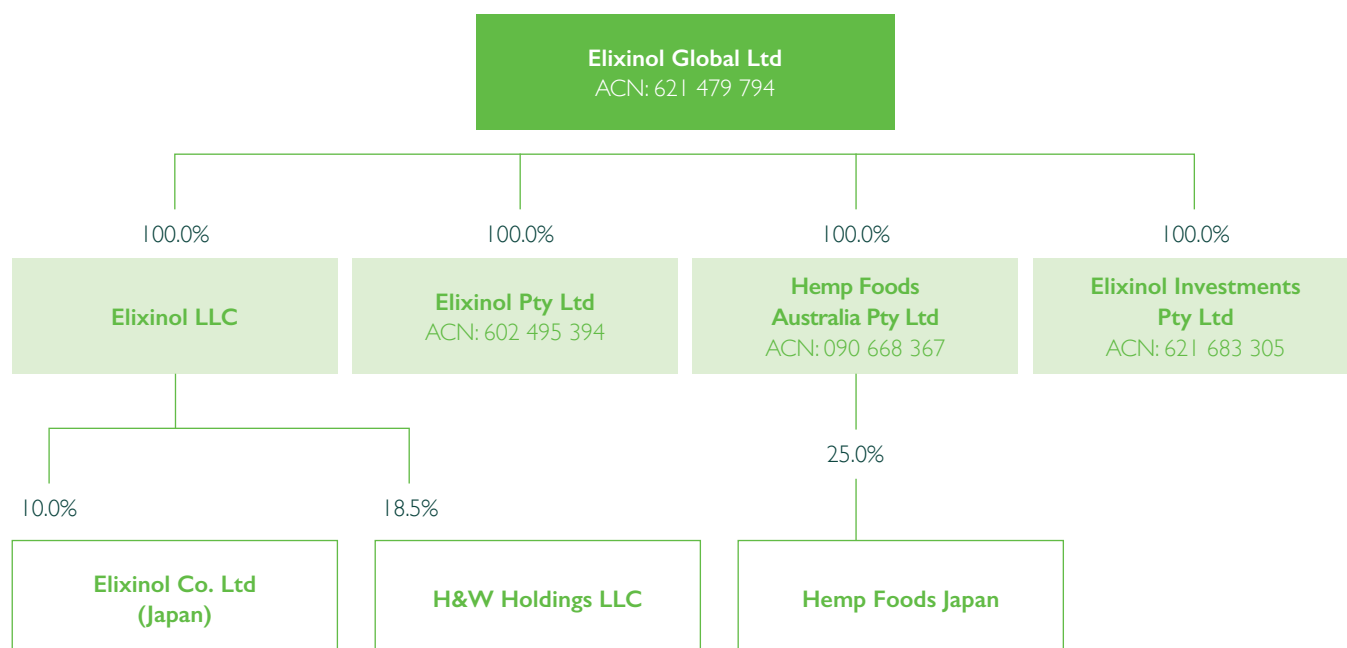 Elixinol Global Ltd
ACN: 621 479 794
100.0%
100.0%
100.0%
100.0%
Elixinol LLC
Elixinol Pty Ltd
ACN: 602 495 394
Hemp Foods
Australia Pty Ltd
ACN: 090 668 367
Elixinol Investments
Pty Ltd
ACN: 621 683 305
25.0%
10.0%
18.5%
Elixinol Co. Ltd
(Japan)
H&W Holdings LLC
Hemp Foods Japan